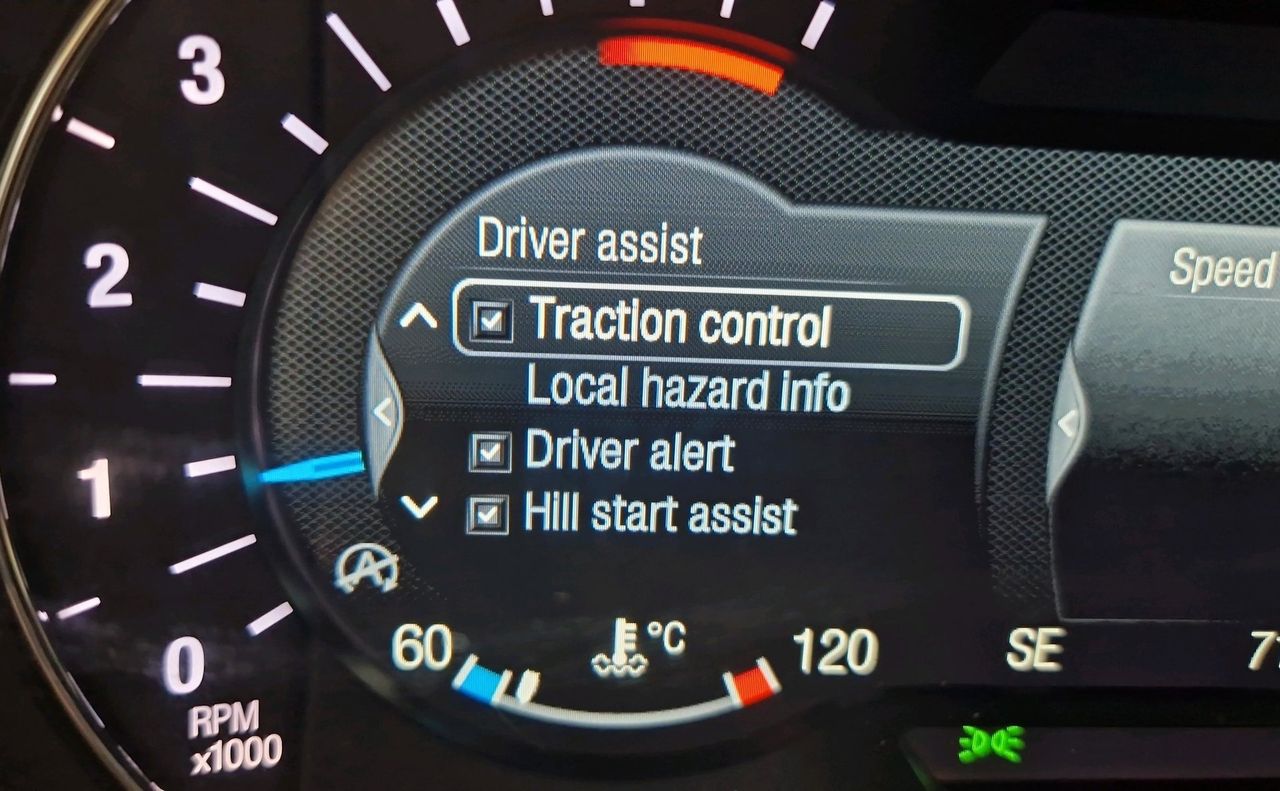 3
2
1
0
RPM
x1000
Driver assist
Traction control
Local hazard info
Driver alert
Hill start assist
Speed
60
°C
120
SE